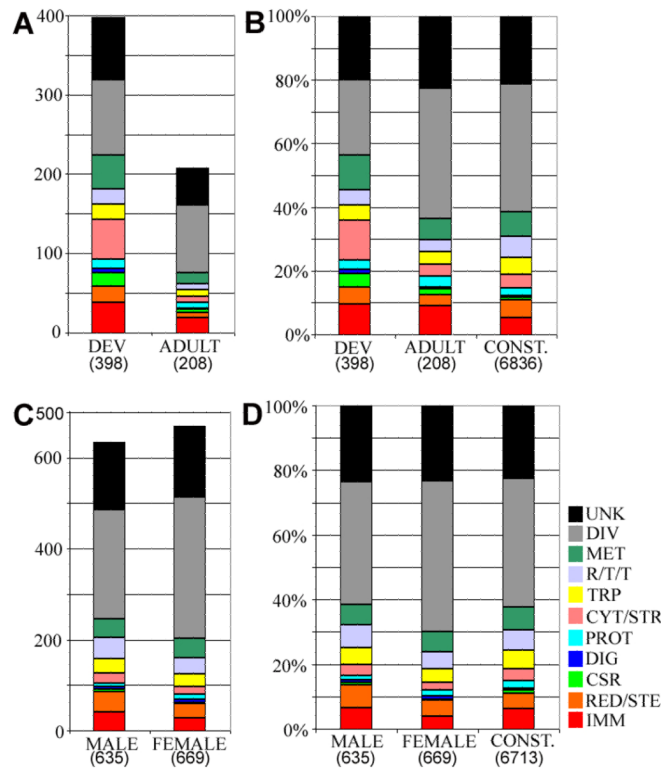 A
400
300
200
100
0
DEV
(398)
ADULT
(208)
B
100%
80%
60%
40%
20%
0%
DEV
(398)
ADULT
(208)
CONST.
(6836)
C
500
600
400
200
0
MALE
(635)
FEMALE
(669)
D
100%
80%
60%
40%
20%
0%
MALE
(635)
FEMALE
(669)
CONST.
(6713)
UNK
DIV
MET
R/T/T
TRP
CYT/STR
PROT
DIG
CSR
RED/STE
IMM